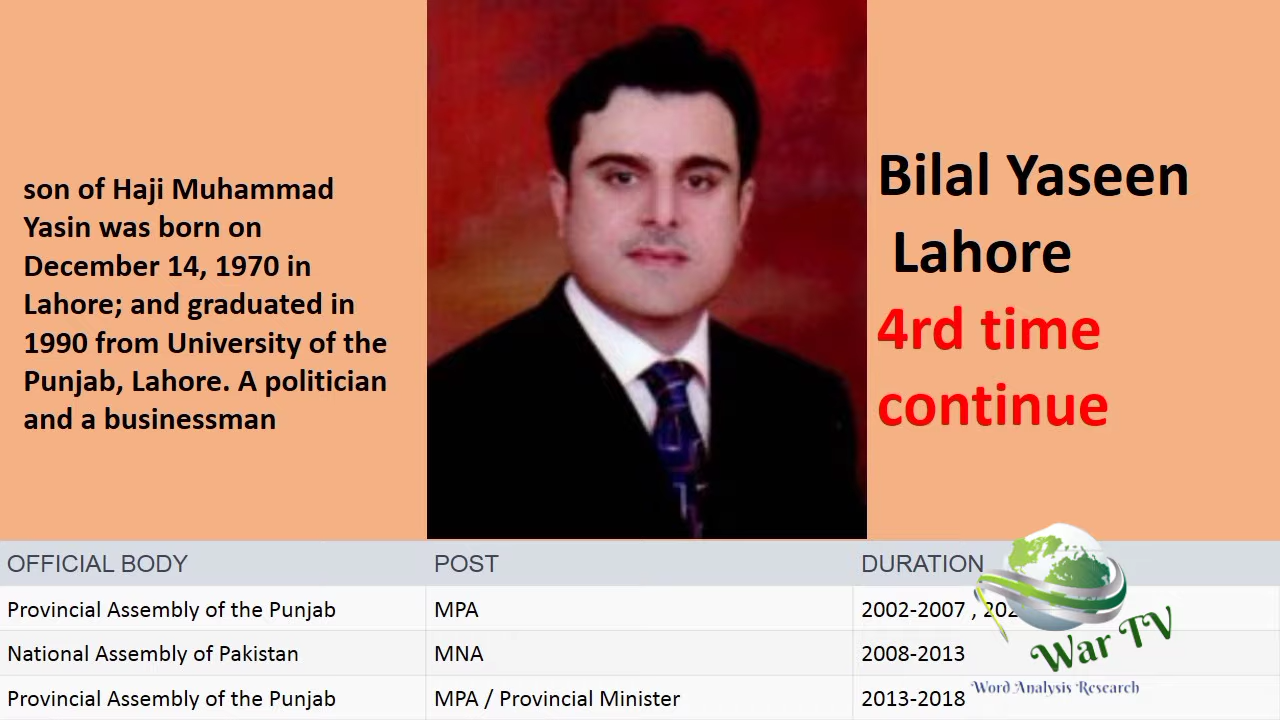 son of Haji Muhammad
Yasin was born on
December 14, 1970 in
Lahore; and graduated in
1990 from University of the
Punjab, Lahore. A politician
and a businessman
Bilal Yaseen
Lahore
4rd time
continue
OFFICIAL BODY POST DURATION
Provincial Assembly of the Punjab MPA 2002-2007 ,
National Assembly of Pakistan MNA 2008-2013
Provincial Assembly of the Punjab MPA / Provincial Minister 2013-2018
War TV
Word Analysis Research